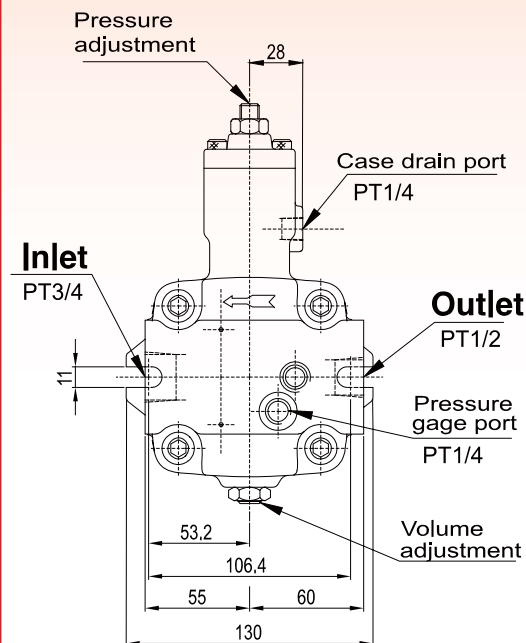 Pressure
adjustment
28
Case drain port
PT1/4
Inlet
PT3/4
Outlet
PT1/2
11
Pressure
gage port
PT1/4
Volume
adjustment
53,2
106,4
55
60
130